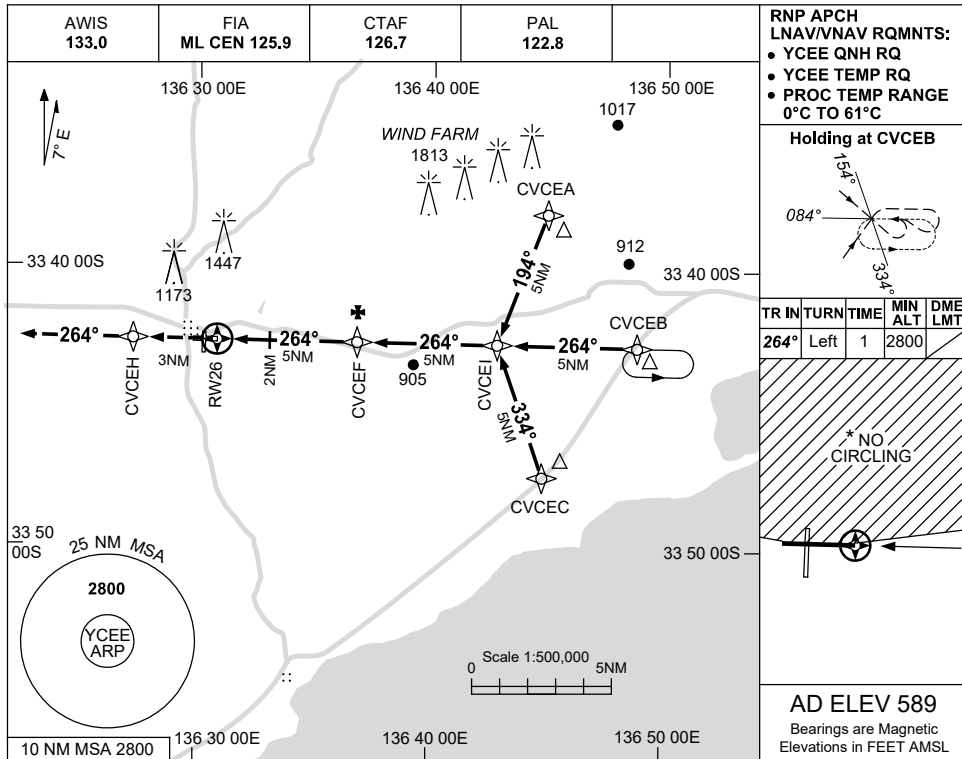 AWIS
133.0
FIA
ML CEN 125.9
CTAF
126.7
PAL
122.8
RNP APCH
LNAV/VNAV RQMNTS:
● YCEE QNH RQ
● YCEE TEMP RQ
● PROC TEMP RANGE
0°C TO 61°C
136 30 00E
136 40 00E
136 50 00E
7° E
1017
WIND FARM
1813
CVCEA
1447
1173
912
33 40 00S
33 40 00S
194°
5NM
CVCEB
264°
264°
264°
264°
3NM
2NM
5NM
5NM
5NM
CVCEH
RW26
CVCEF
905
CVCEI
334°
5NM
CVCEC
33 50
00S
33 50 00S
25 NM MSA
2800
YCEE
ARP
Scale 1:500,000
0
5NM
10 NM MSA 2800
136 30 00E
136 40 00E
136 50 00E
Holding at CVCEB
154°
084°
334°
TR IN TURN TIME MIN ALT DME LMT
264° Left 1 2800
* NO
CIRCLING
AD ELEV 589
Bearings are Magnetic
Elevations in FEET AMSL